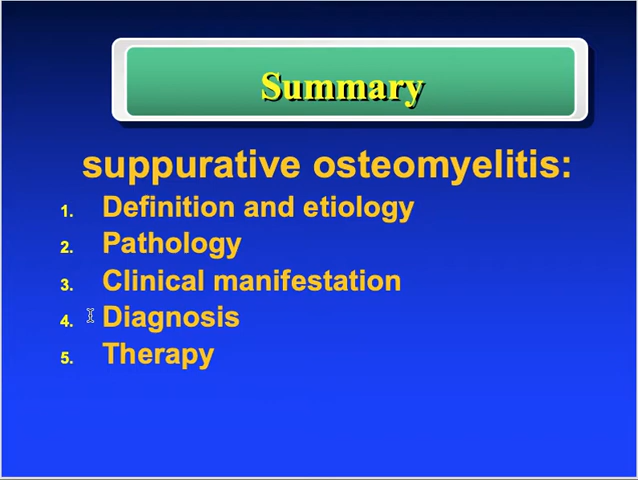 Summary
suppurative osteomyelitis:
1. Definition and etiology
2. Pathology
3. Clinical manifestation
4. Diagnosis
5. Therapy